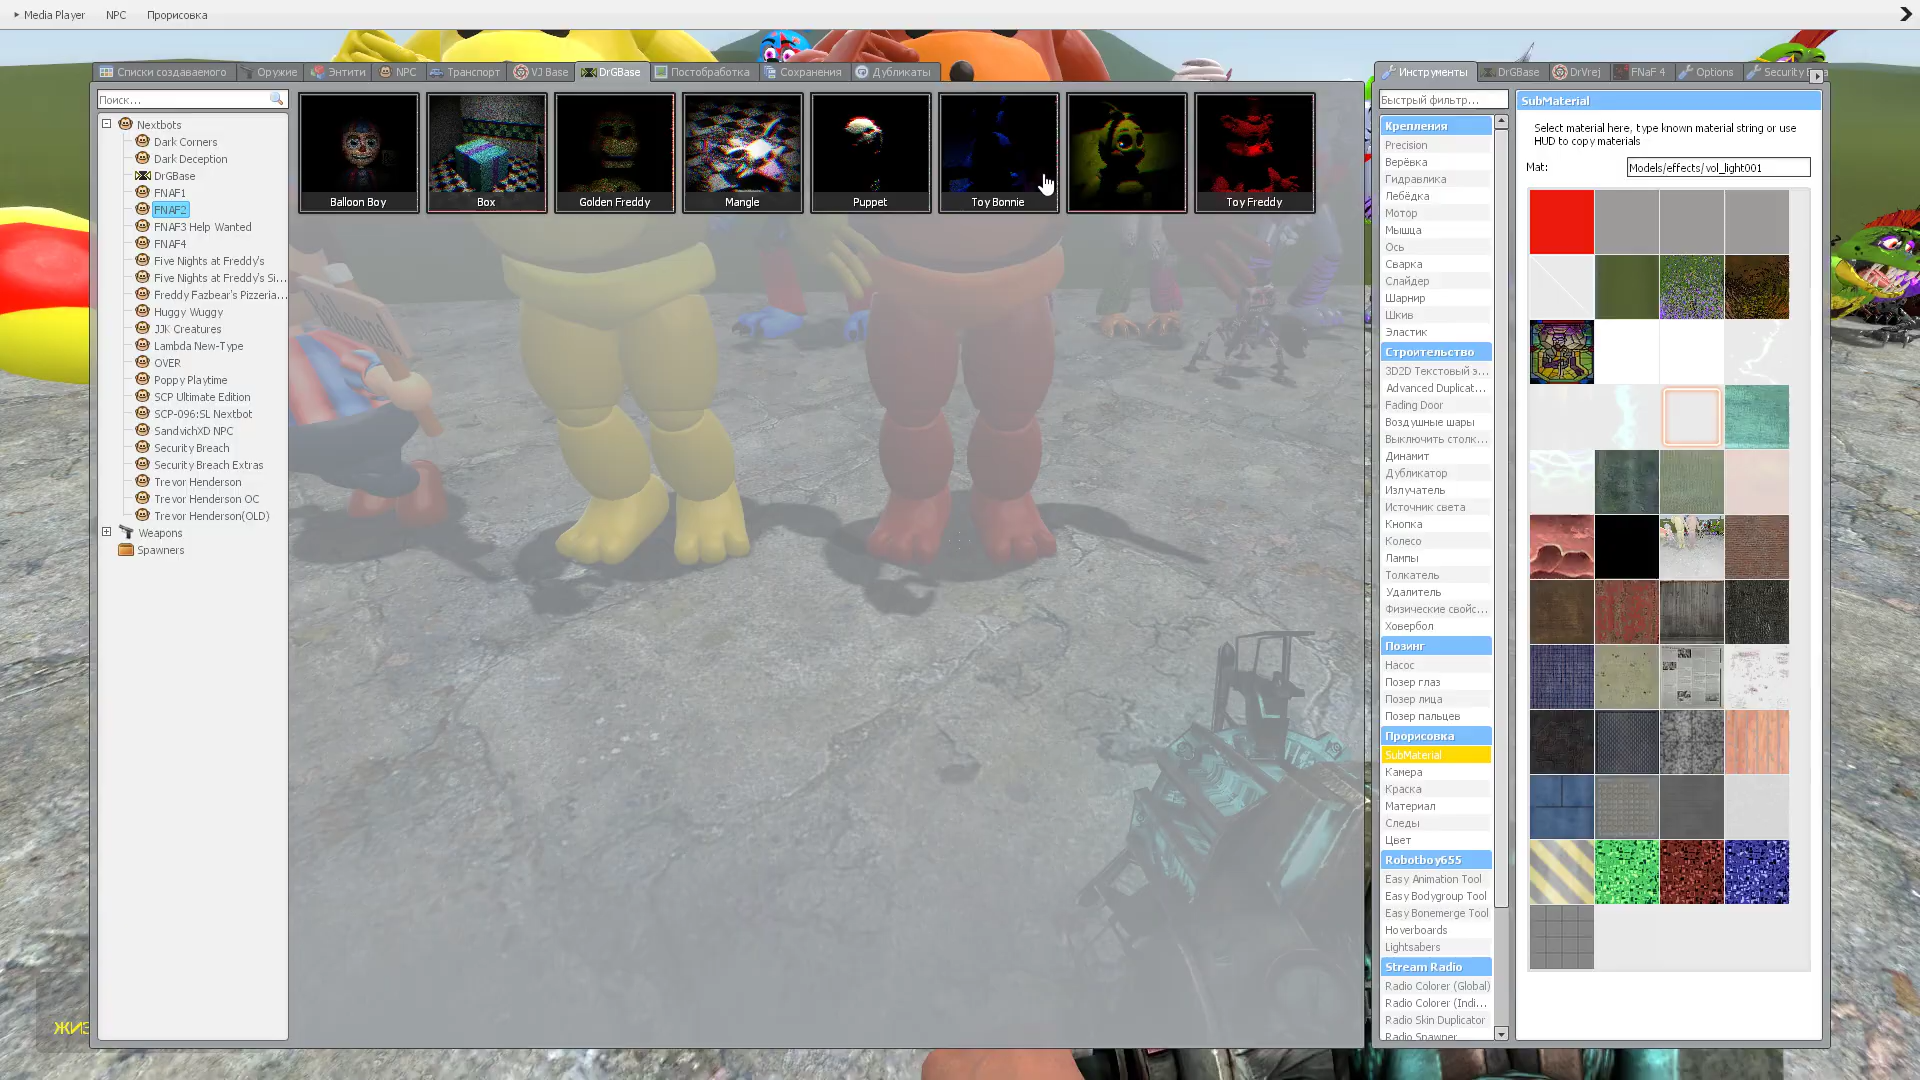 Media Player NPC Прорисовка
Списки создаваемого Оружие Энтити NPC Транспорт VJ Base DrGBase Постобработка Сохранения Дубликаты
Инструменты DrGBase DrVrej FNaF 4 Options Security
Поиск...
Nextbots
Dark Corners
Dark Deception
DrGBase
FNAF1
FNAF2
FNAF3 Help Wanted
FNAF4
Five Nights at Freddy's
Five Nights at Freddy's Si...
Freddy Fazbear's Pizzeria...
Huggy Wuggy
JJK Creatures
Lambda New-Type
OVER
Poppy Playtime
SCP Ultimate Edition
SCP-096:SL Nextbot
SandvichXD NPC
Security Breach
Security Breach Extras
Trevor Henderson
Trevor Henderson OC
Trevor Henderson(OLD)
Weapons
Spawners
Balloon Boy
Box
Golden Freddy
Mangle
Puppet
Toy Bonnie
Toy Freddy
Balloons!
Быстрый фильтр...
Крепления
Precision
Верёвка
Гидравлика
Лебёдка
Мотор
Мышца
Ось
Сварка
Слайдер
Шарнир
Шкив
Эластик
Строительство
3D2D Текстовый э...
Advanced Duplicat...
Fading Door
Воздушные шары
Выключить столк...
Динамит
Дубликатор
Излучатель
Источник света
Кнопка
Колесо
Лампы
Толкатель
Удалитель
Физические свойс...
Ховербол
Позинг
Насос
Позер глаз
Позер лица
Позер пальцев
Прорисовка
SubMaterial
Камера
Краска
Материал
Следы
Цвет
Robotboy655
Easy Animation Tool
Easy Bodygroup Tool
Easy Bonemerge Tool
Hoverboards
Lightsabers
Stream Radio
Radio Colorer (Global)
Radio Colorer (Indi...
Radio Skin Duplicator
Radio Spawner
SubMaterial
Select material here, type known material string or use
HUD to copy materials
Mat: Models/effects/vol_light001